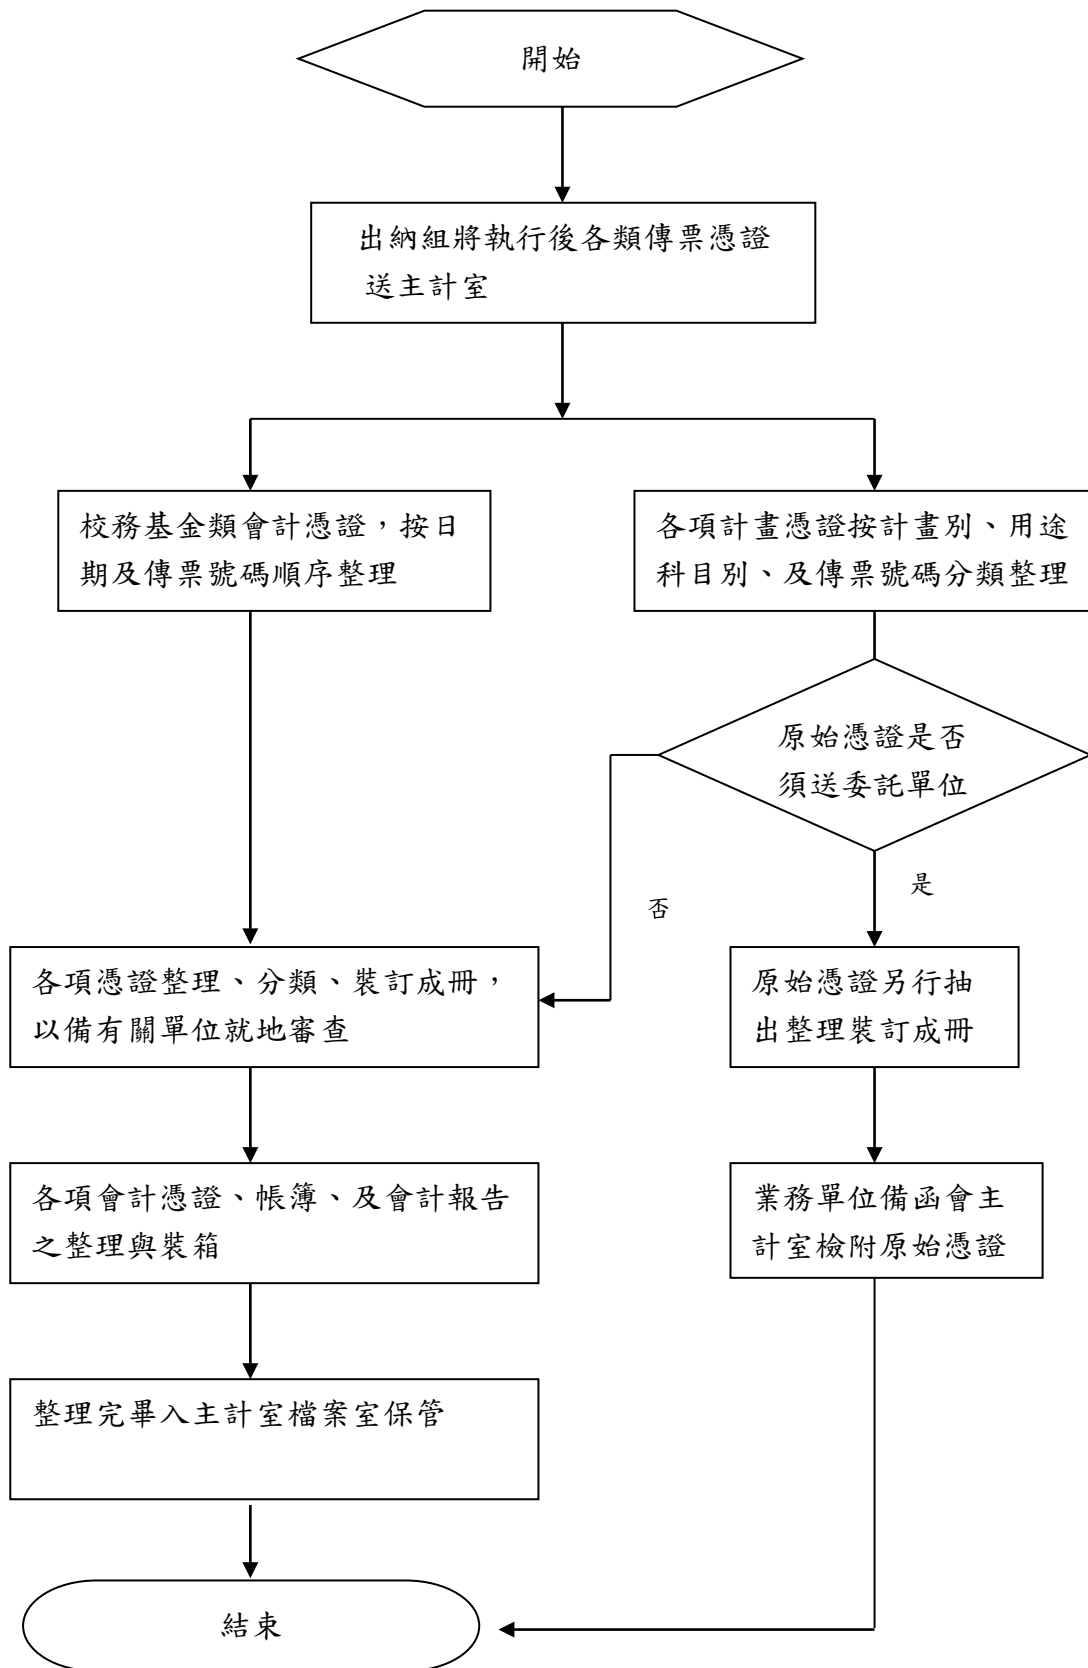 開始
出納組將執行後各類傳票憑證
送主計室
校務基金類會計憑證，按日
期及傳票號碼順序整理
各項計畫憑證按計畫別、用途
科目別、及傳票號碼分類整理
原始憑證是否
須送委託單位
是
否
各項憑證整理、分類、裝訂成冊，
以備有關單位就地審查
原始憑證另行抽
出整理裝訂成冊
各項會計憑證、帳簿、及會計報告
之整理與裝箱
業務單位備函會主
計室檢附原始憑證
整理完畢入主計室檔案室保管
結束